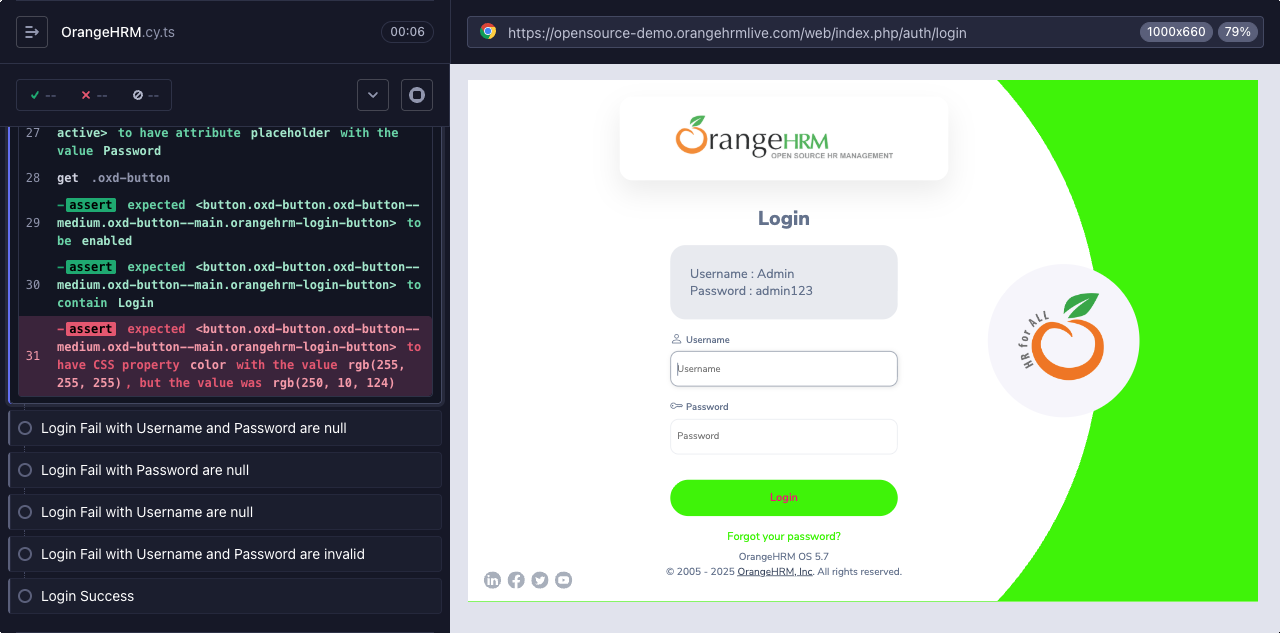 OrangeHRM.cy.ts
00:06
https://opensource-demo.orangehrmlive.com/web/index.php/auth/login
1000x660
79%
--
--
--
27 active> to have attribute placeholder with the
value Password
28 get .oxd-button
-assert expected <button.oxd-button.oxd-button--
29 medium.oxd-button--main.orangehrm-login-button> to
be enabled
-assert expected <button.oxd-button.oxd-button--
30 medium.oxd-button--main.orangehrm-login-button> to
contain Login
-assert expected <button.oxd-button.oxd-button--
medium.oxd-button--main.orangehrm-login-button> to
31 have CSS property color with the value rgb(255,
255, 255), but the value was rgb(250, 10, 124)
Login Fail with Username and Password are null
Login Fail with Password are null
Login Fail with Username are null
Login Fail with Username and Password are invalid
Login Success
OrangeHRM
OPEN SOURCE HR MANAGEMENT
Login
Username : Admin
Password : admin123
Username
Username
Password
Password
Login
Forgot your password?
OrangeHRM OS 5.7
© 2005 - 2025 OrangeHRM, Inc. All rights reserved.
HR for ALL